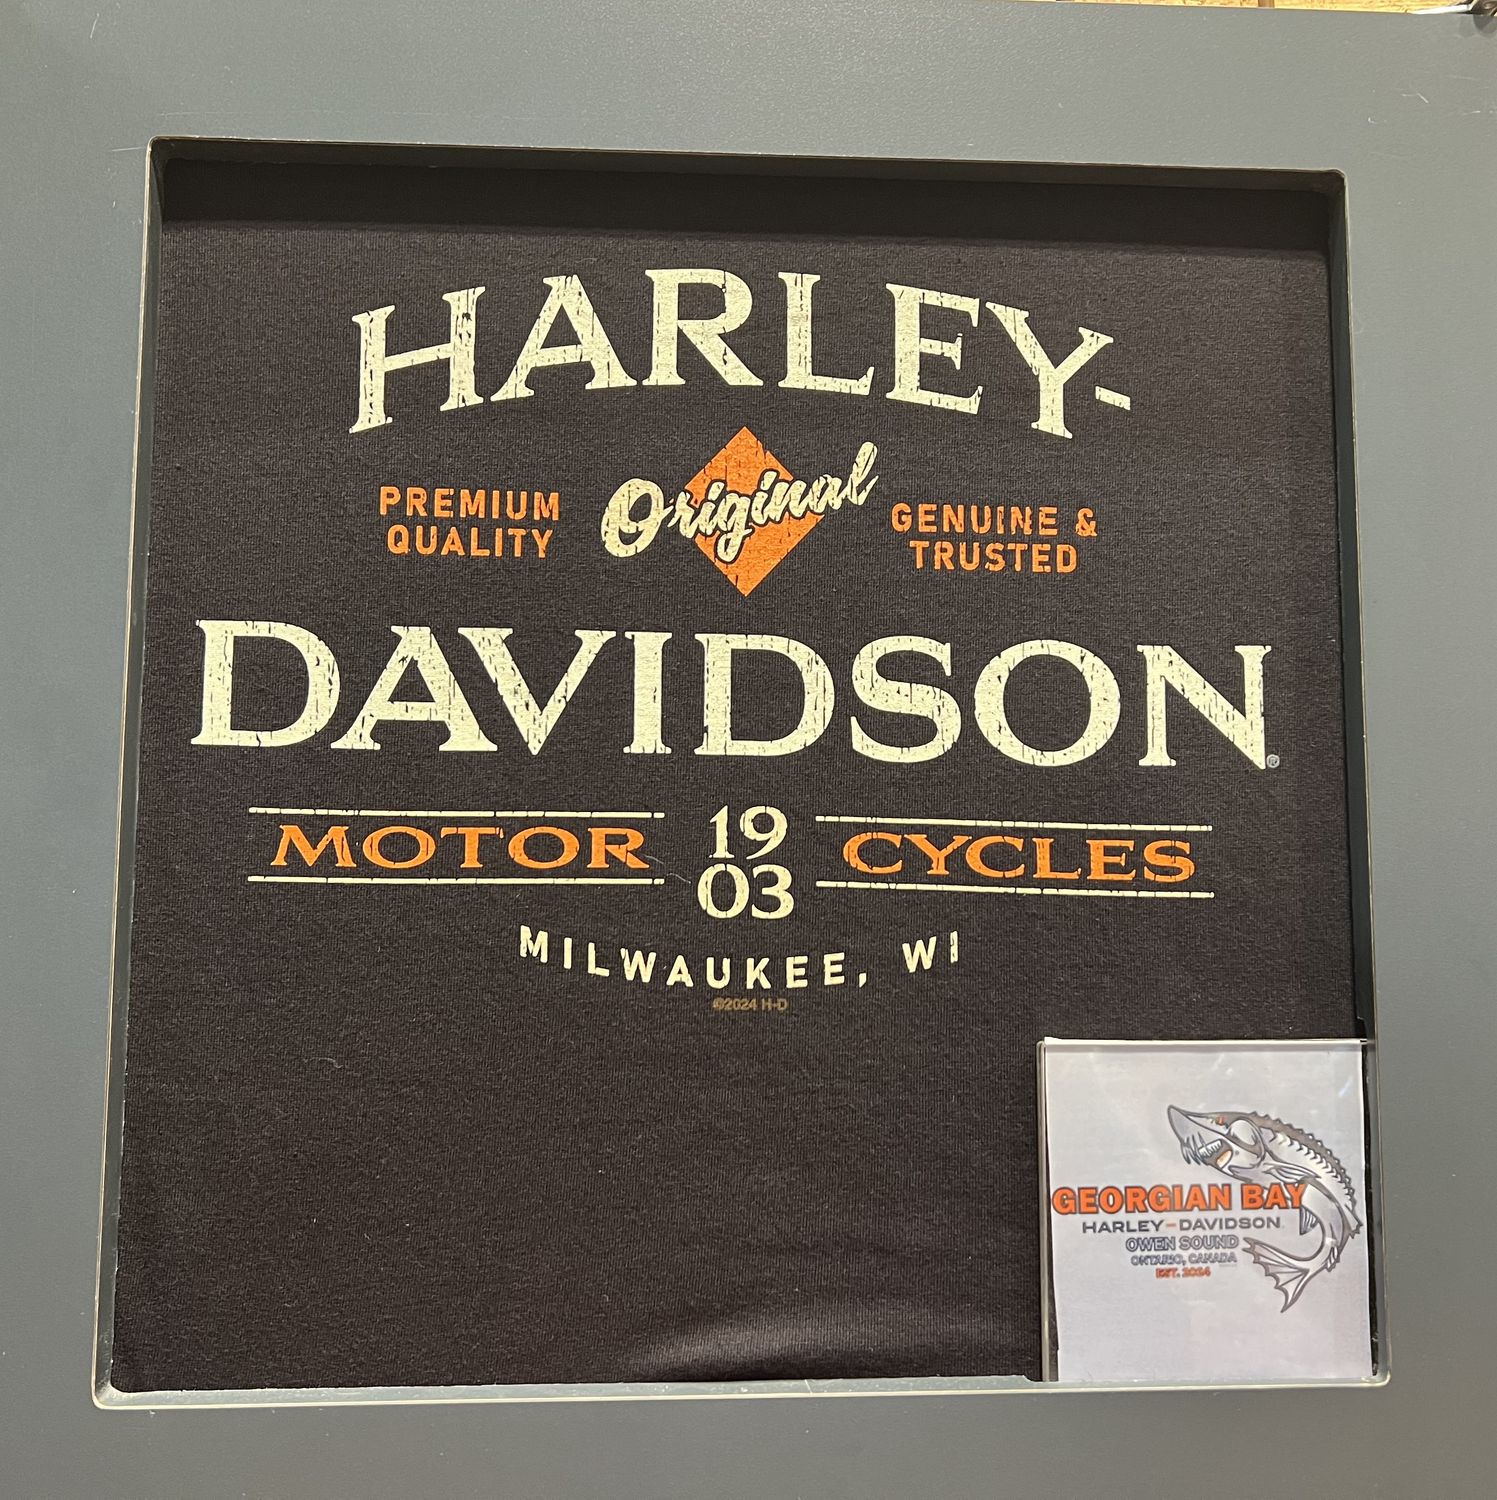 HARLEY-
PREMIUM
QUALITY
Original
GENUINE &
TRUSTED
DAVIDSON®
MOTOR
19
03
CYCLES
MILWAUKEE, WI
©2024 H-D
GEORGIAN BAY
HARLEY-DAVIDSON
OWEN SOUND
ONTARIO, CANADA
EST. 2024